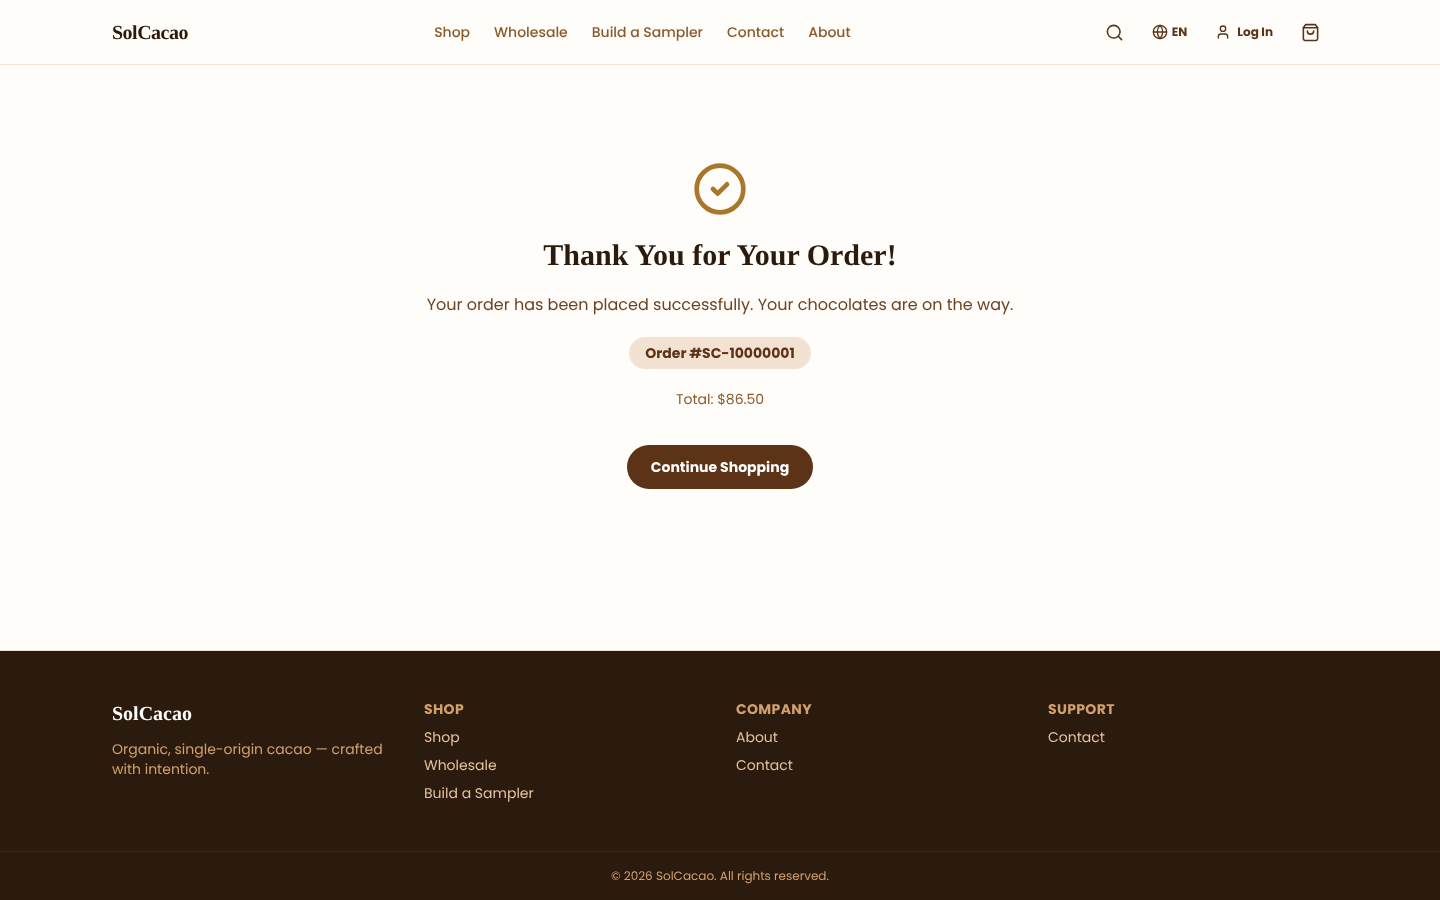 SolCacao
Shop
Wholesale
Build a Sampler
Contact
About
EN
Log In
Thank You for Your Order!
Your order has been placed successfully. Your chocolates are on the way.
Order #SC-10000001
Total: $86.50
Continue Shopping
SolCacao
Organic, single-origin cacao — crafted
with intention.
SHOP
Shop
Wholesale
Build a Sampler
COMPANY
About
Contact
SUPPORT
Contact
© 2026 SolCacao. All rights reserved.